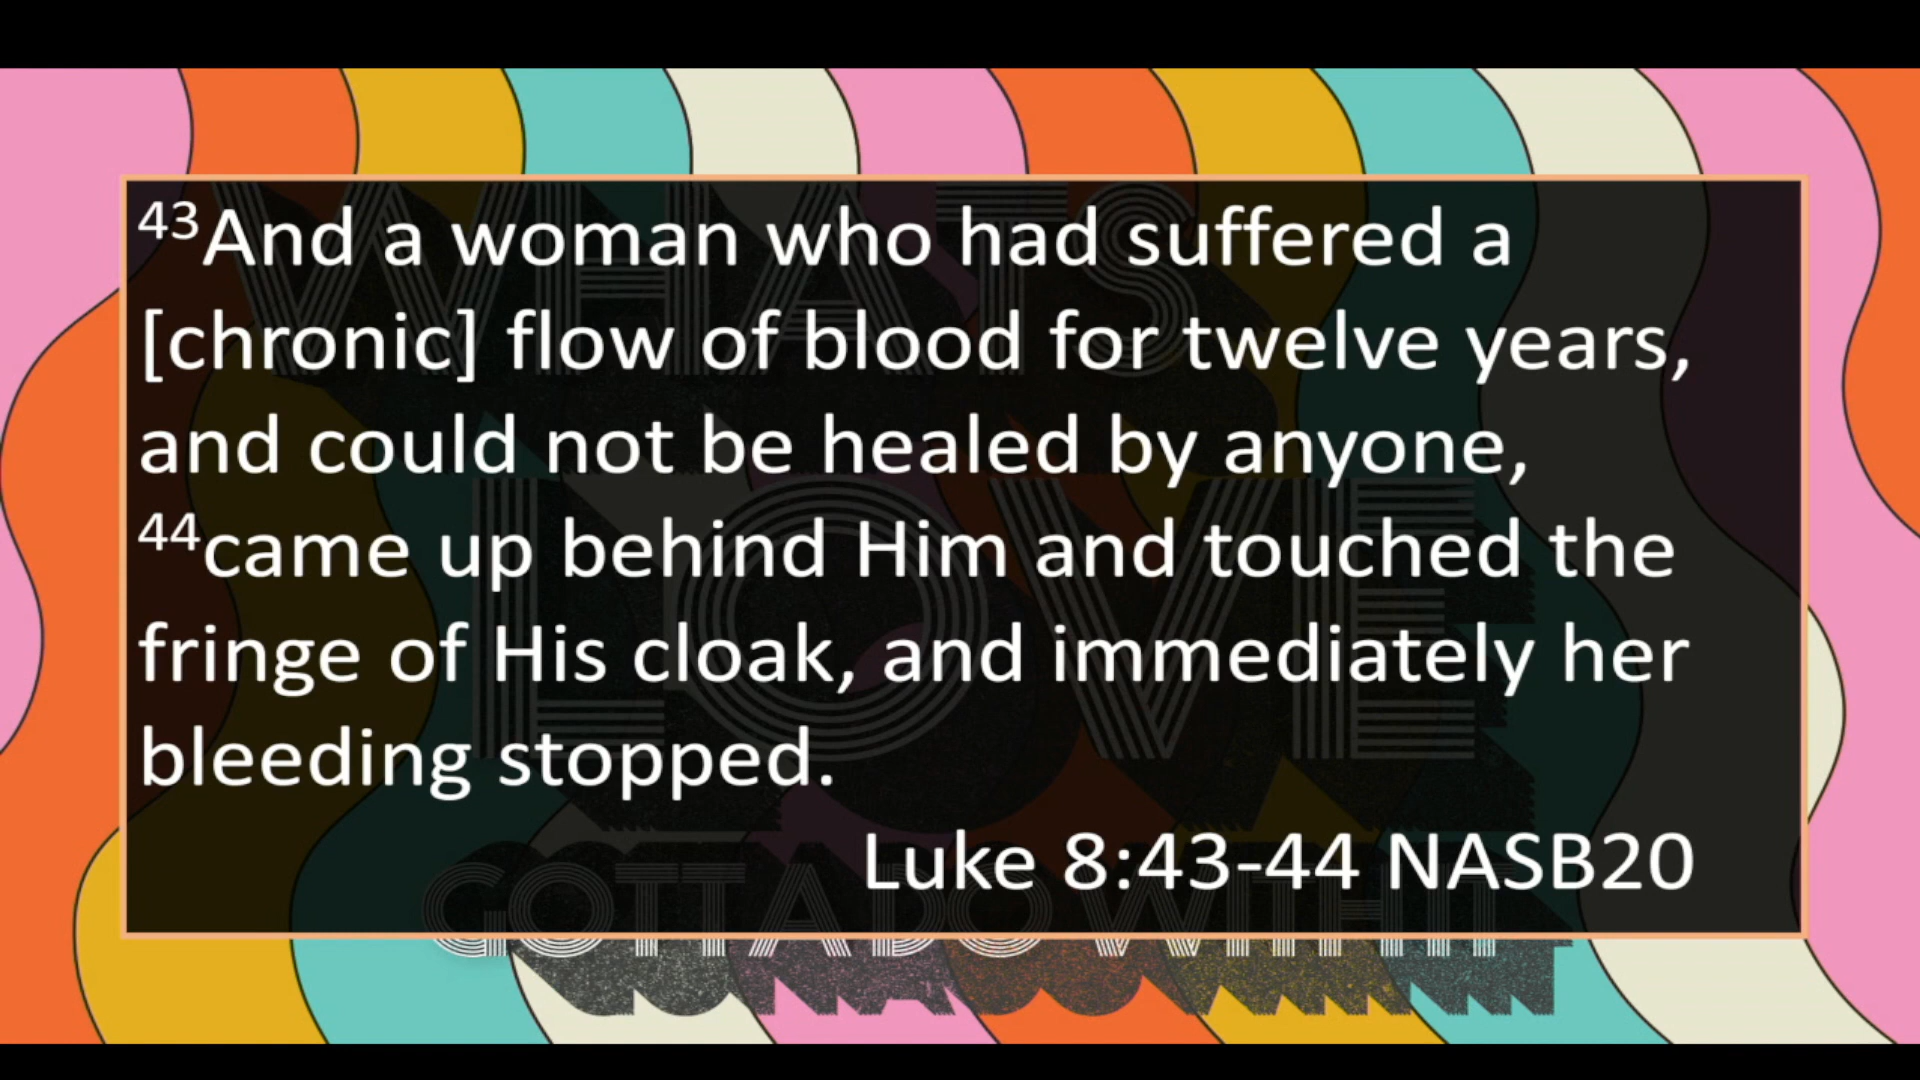 WHATS
LOVE
GOTTA DO WITH IT
43And a woman who had suffered a
[chronic] flow of blood for twelve years,
and could not be healed by anyone,
44came up behind Him and touched the
fringe of His cloak, and immediately her
bleeding stopped.
Luke 8:43-44 NASB20